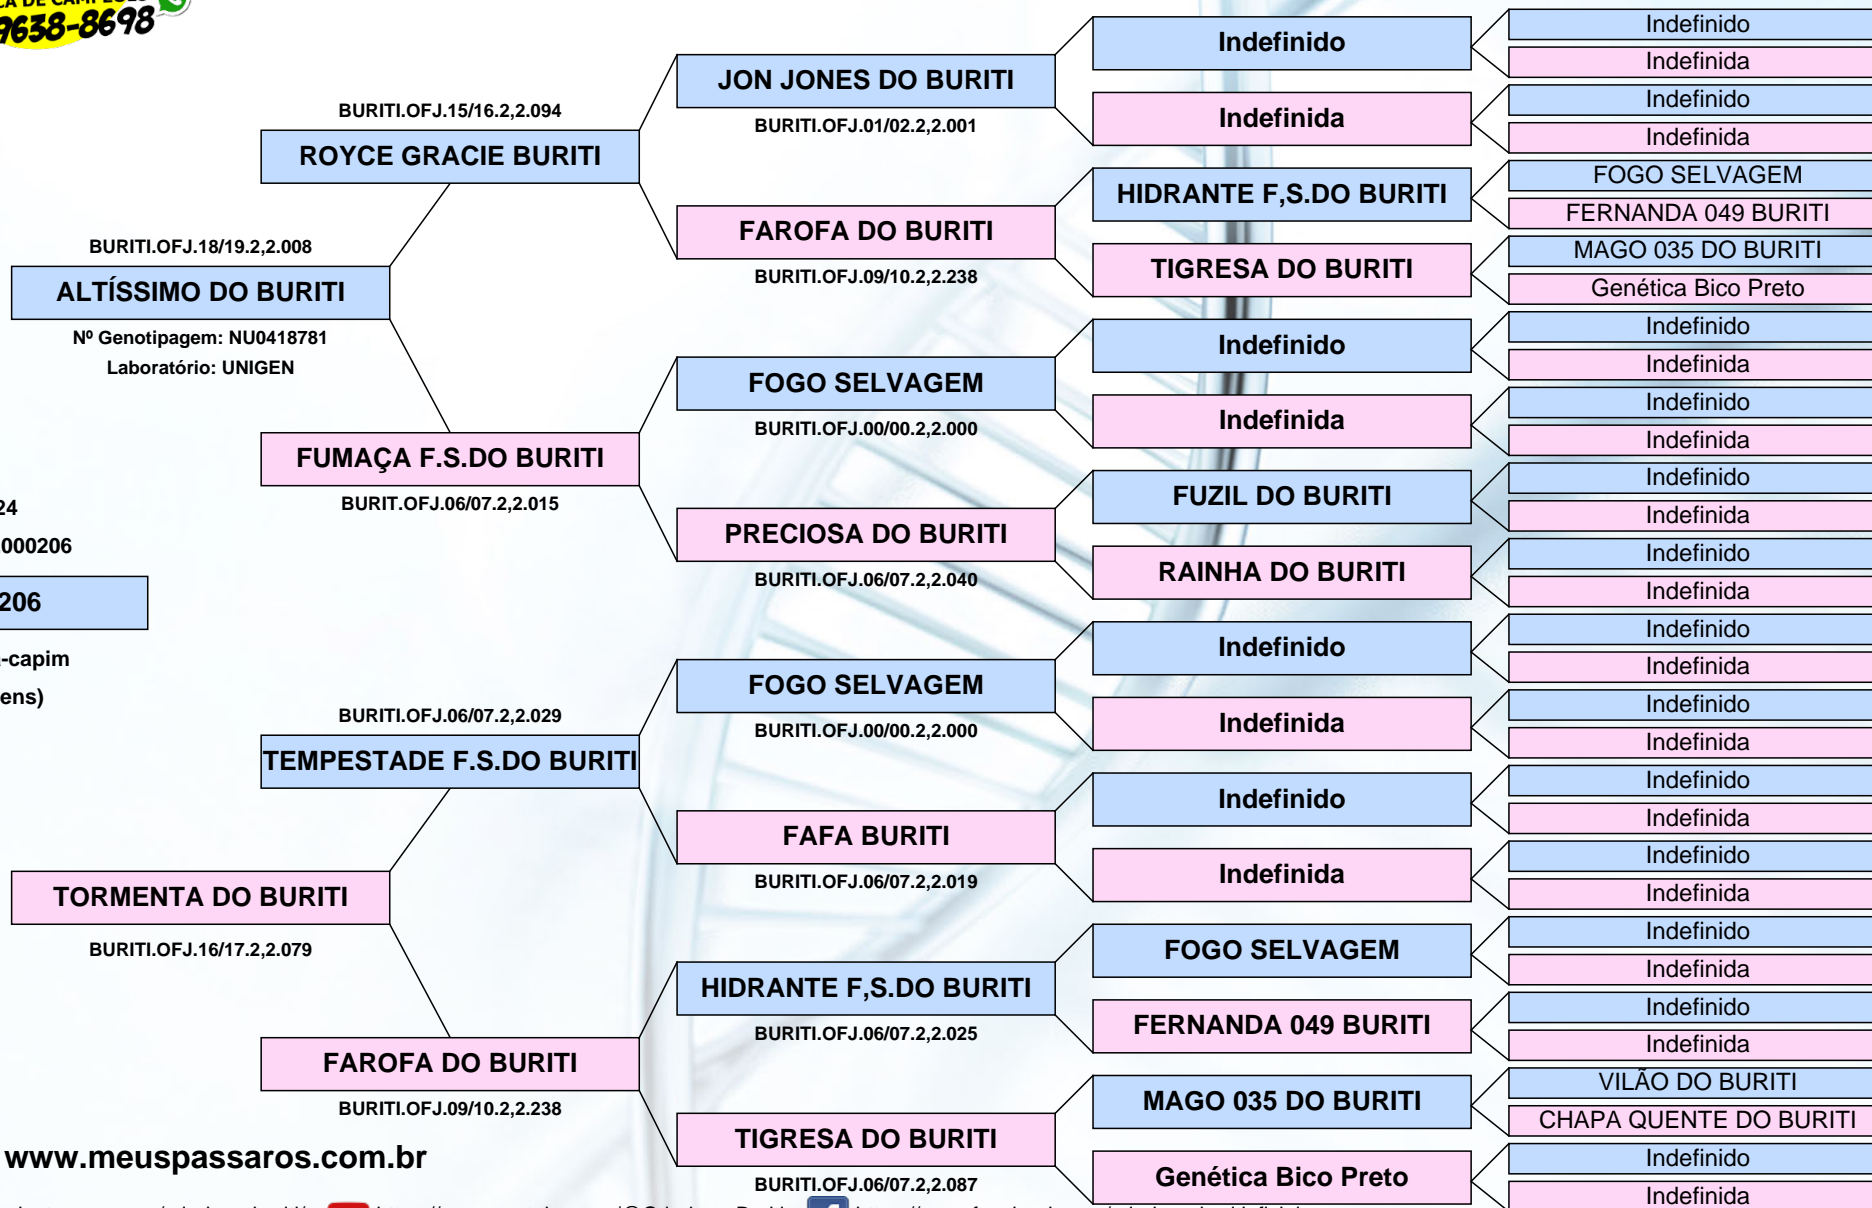 9638-8698
24
000206
206
-capim
ens)
BURITI.OFJ.18/19.2,2.008
ALTÍSSIMO DO BURITI
Nº Genotipagem: NU0418781
Laboratório: UNIGEN
TORMENTA DO BURITI
BURITI.OFJ.16/17.2,2.079
BURITI.OFJ.15/16.2,2.094
ROYCE GRACIE BURITI
FUMAÇA F.S.DO BURITI
BURIT.OFJ.06/07.2,2.015
BURITI.OFJ.06/07.2,2.029
TEMPESTADE F.S.DO BURITI
FAROFA DO BURITI
BURITI.OFJ.09/10.2,2.238
JON JONES DO BURITI
BURITI.OFJ.01/02.2,2.001
FAROFA DO BURITI
BURITI.OFJ.09/10.2,2.238
FOGO SELVAGEM
BURITI.OFJ.00/00.2,2.000
PRECIOSA DO BURITI
BURITI.OFJ.06/07.2,2.040
FOGO SELVAGEM
BURITI.OFJ.00/00.2,2.000
FAFA BURITI
BURITI.OFJ.06/07.2,2.019
HIDRANTE F,S.DO BURITI
BURITI.OFJ.06/07.2,2.025
TIGRESA DO BURITI
BURITI.OFJ.06/07.2,2.087
Indefinido
Indefinida
HIDRANTE F,S.DO BURITI
TIGRESA DO BURITI
Indefinido
Indefinida
FUZIL DO BURITI
RAINHA DO BURITI
Indefinido
Indefinida
Indefinido
Indefinida
FOGO SELVAGEM
FERNANDA 049 BURITI
MAGO 035 DO BURITI
Genética Bico Preto
Indefinido
Indefinida
Indefinido
Indefinida
FOGO SELVAGEM
FERNANDA 049 BURITI
MAGO 035 DO BURITI
Genética Bico Preto
Indefinido
Indefinida
Indefinido
Indefinida
Indefinido
Indefinida
Indefinido
Indefinida
Indefinido
Indefinida
Indefinido
Indefinida
Indefinido
Indefinida
Indefinido
Indefinida
Indefinido
Indefinida
Indefinido
Indefinida
VILÃO DO BURITI
CHAPA QUENTE DO BURITI
Indefinido
Indefinida
www.meuspassaros.com.br